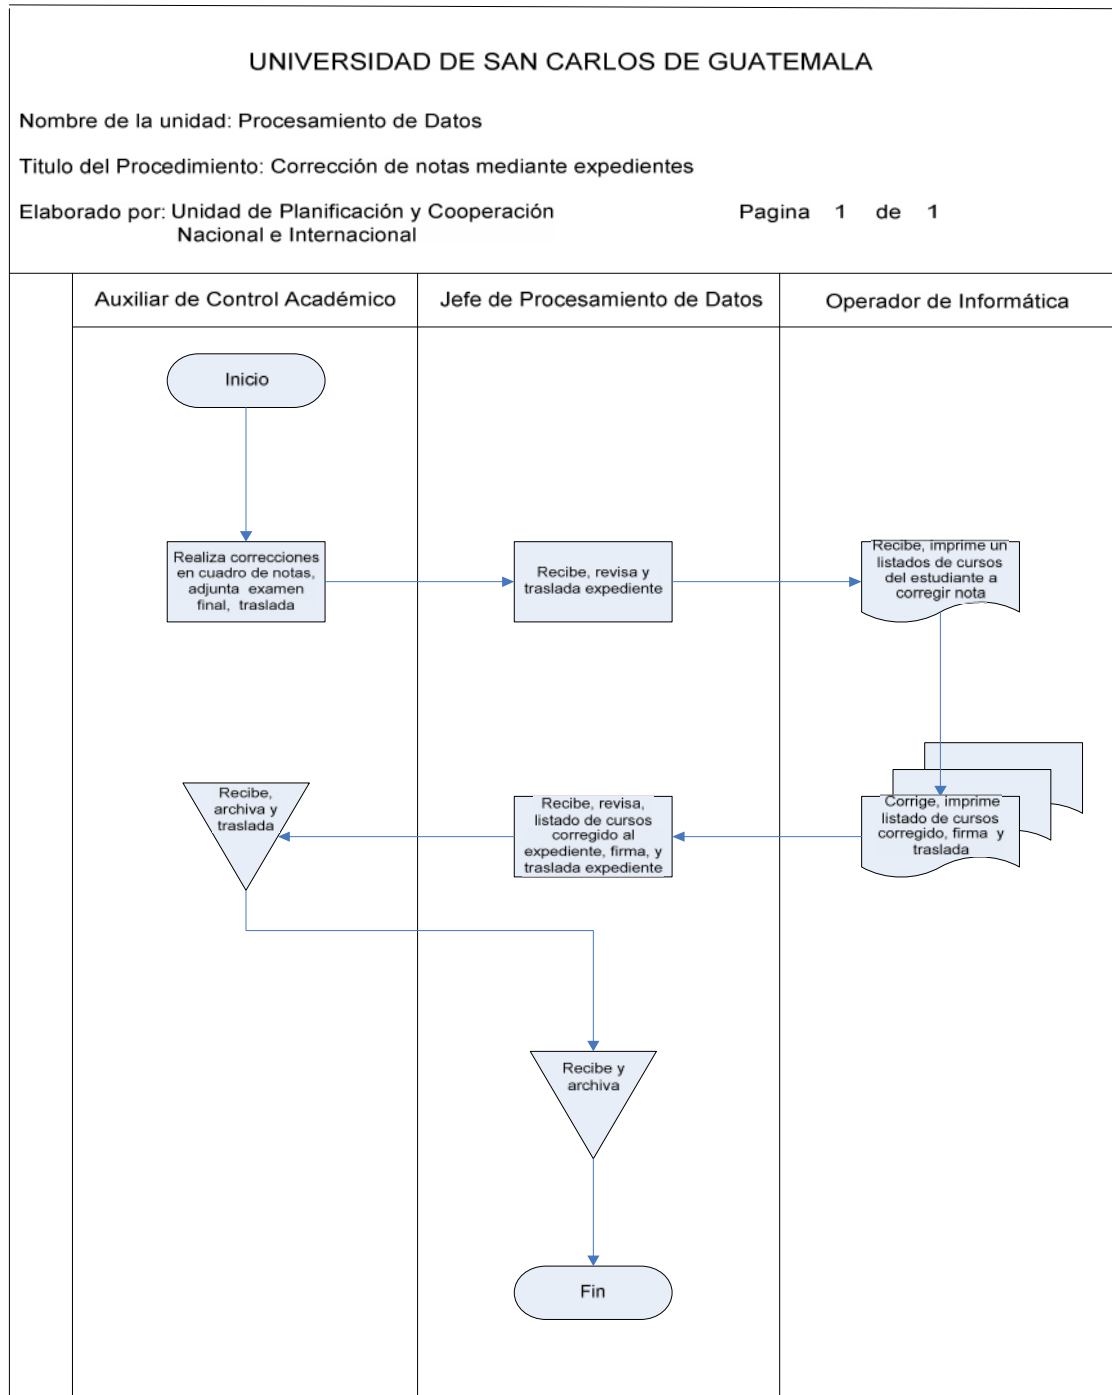 UNIVERSIDAD DE SAN CARLOS DE GUATEMALA
Nombre de la unidad: Procesamiento de Datos
Titulo del Procedimiento: Corrección de notas mediante expedientes
Elaborado por: Unidad de Planificación y Cooperación
Nacional e Internacional
Pagina 1 de 1
Auxiliar de Control Académico
Jefe de Procesamiento de Datos
Operador de Informática
Inicio
Realiza correcciones
en cuadro de notas,
adjunta examen
final, traslada
Recibe, revisa y
traslada expediente
Recibe, imprime un
listados de cursos
del estudiante a
corregir nota
Corrige, imprime
listado de cursos
corregido, firma y
traslada
Recibe, revisa,
listado de cursos
corregido al
expediente, firma, y
traslada expediente
Recibe,
archiva y
traslada
Recibe y
archiva
Fin